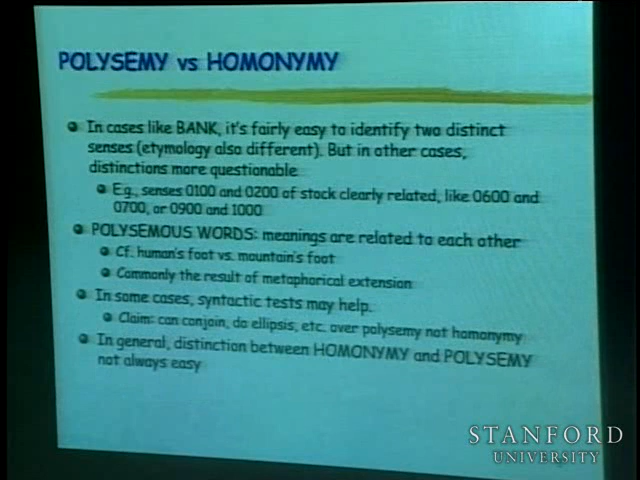 POLYSEMY vs HOMONYMY
In cases like BANK, it's fairly easy to identify two distinct
senses (etymology also different). But in other cases,
distinctions more questionable
E.g., senses 0100 and 0200 of stock clearly related, like 0600 and
0700, or 0900 and 1000
POLYSEMOUS WORDS: meanings are related to each other
Cf. human's foot vs. mountain's foot
Commonly the result of metaphorical extension
In some cases, syntactic tests may help.
Claim: can conjoin, do ellipsis, etc. over polysemy not homonymy
In general, distinction between HOMONYMY and POLYSEMY
not always easy
STANFORD
UNIVERSITY